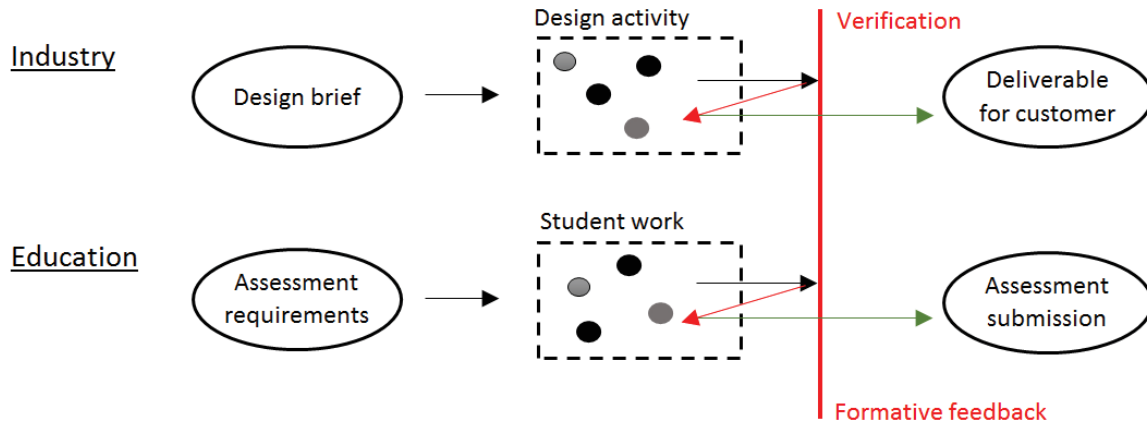 Design activity
Verification
Industry
Design brief
Deliverable
for customer
Student work
Education
Assessment
requirements
Assessment
submission
Formative feedback